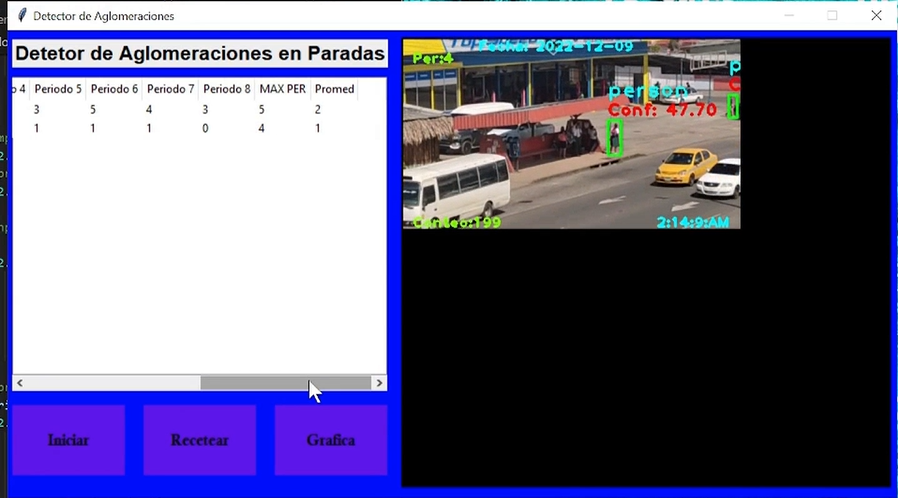 Detector de Aglomeraciones
Detetor de Aglomeraciones en Paradas
o 4 Periodo 5 Periodo 6 Periodo 7 Periodo 8 MAX PER Promed
3 5 4 3 5 2
1 1 1 0 4 1
Iniciar Recetear Grafica
Fecha: 2022-12-09
Per:4
person
Conf: 47.70
p
C
Conteo:199
2:14:9:AM